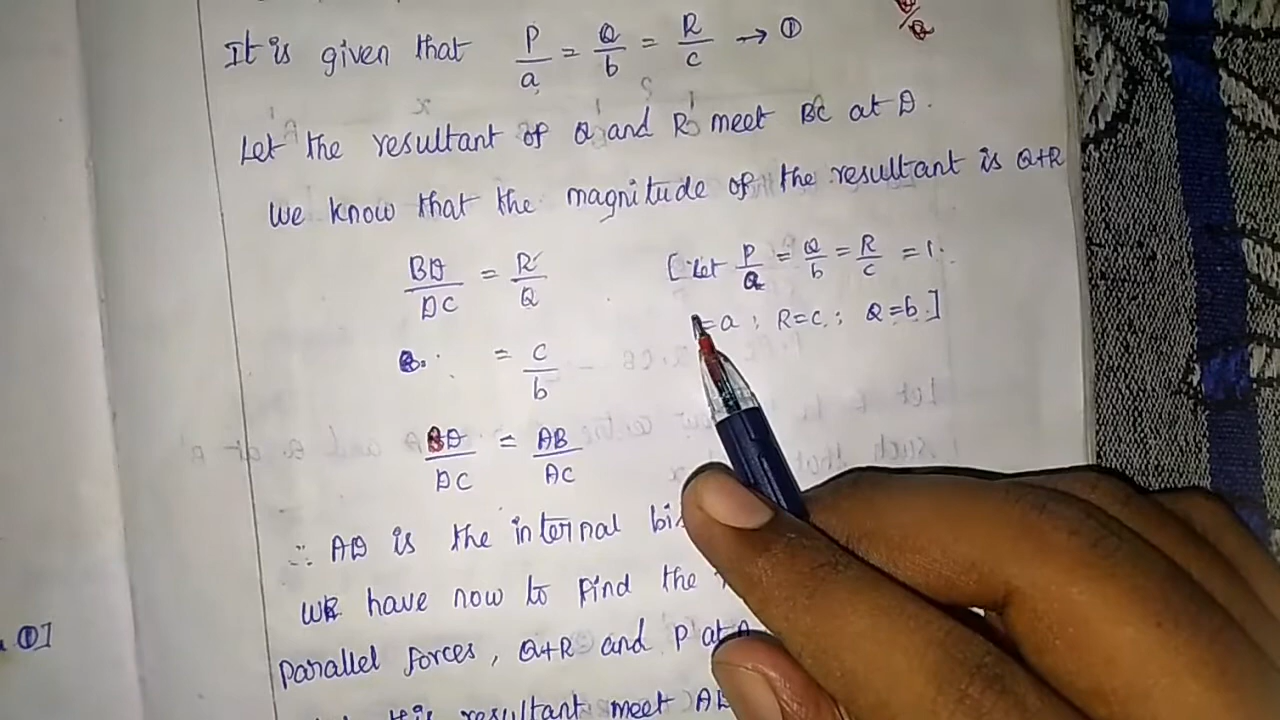 It is given that P/a = Q/b = R/c → ①
Let the resultant of Q and R meet BC at D.
We know that the magnitude of the resultant is Q+R
BD/DC = R/Q [Let P/a = Q/b = R/c = 1.
=a ; R=c ; Q=b.]
= c/b
BD/DC = AB/AC
∴ AD is the internal
We have now to find the
parallel forces, Q+R and P at A
this resultant meet
①]